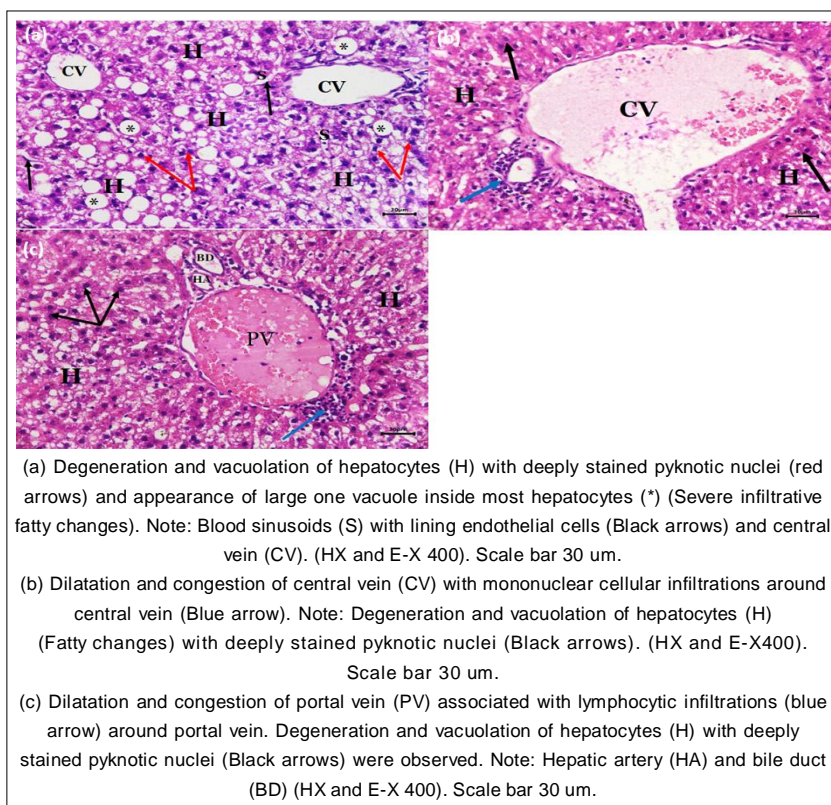 (a)
H
*
CV
S
CV
H
*
S
*
H
H
*
30µm
(b)
H
CV
H
(c)
BD
HA
H
PV
H
(a) Degeneration and vacuolation of hepatocytes (H) with deeply stained pyknotic nuclei (red
arrows) and appearance of large one vacuole inside most hepatocytes (*) (Severe infiltrative
fatty changes). Note: Blood sinusoids (S) with lining endothelial cells (Black arrows) and central
vein (CV). (HX and E-X 400). Scale bar 30 um.
(b) Dilatation and congestion of central vein (CV) with mononuclear cellular infiltrations around
central vein (Blue arrow). Note: Degeneration and vacuolation of hepatocytes (H)
(Fatty changes) with deeply stained pyknotic nuclei (Black arrows). (HX and E-X400).
Scale bar 30 um.
(c) Dilatation and congestion of portal vein (PV) associated with lymphocytic infiltrations (blue
arrow) around portal vein. Degeneration and vacuolation of hepatocytes (H) with deeply
stained pyknotic nuclei (Black arrows) were observed. Note: Hepatic artery (HA) and bile duct
(BD) (HX and E-X 400). Scale bar 30 um.